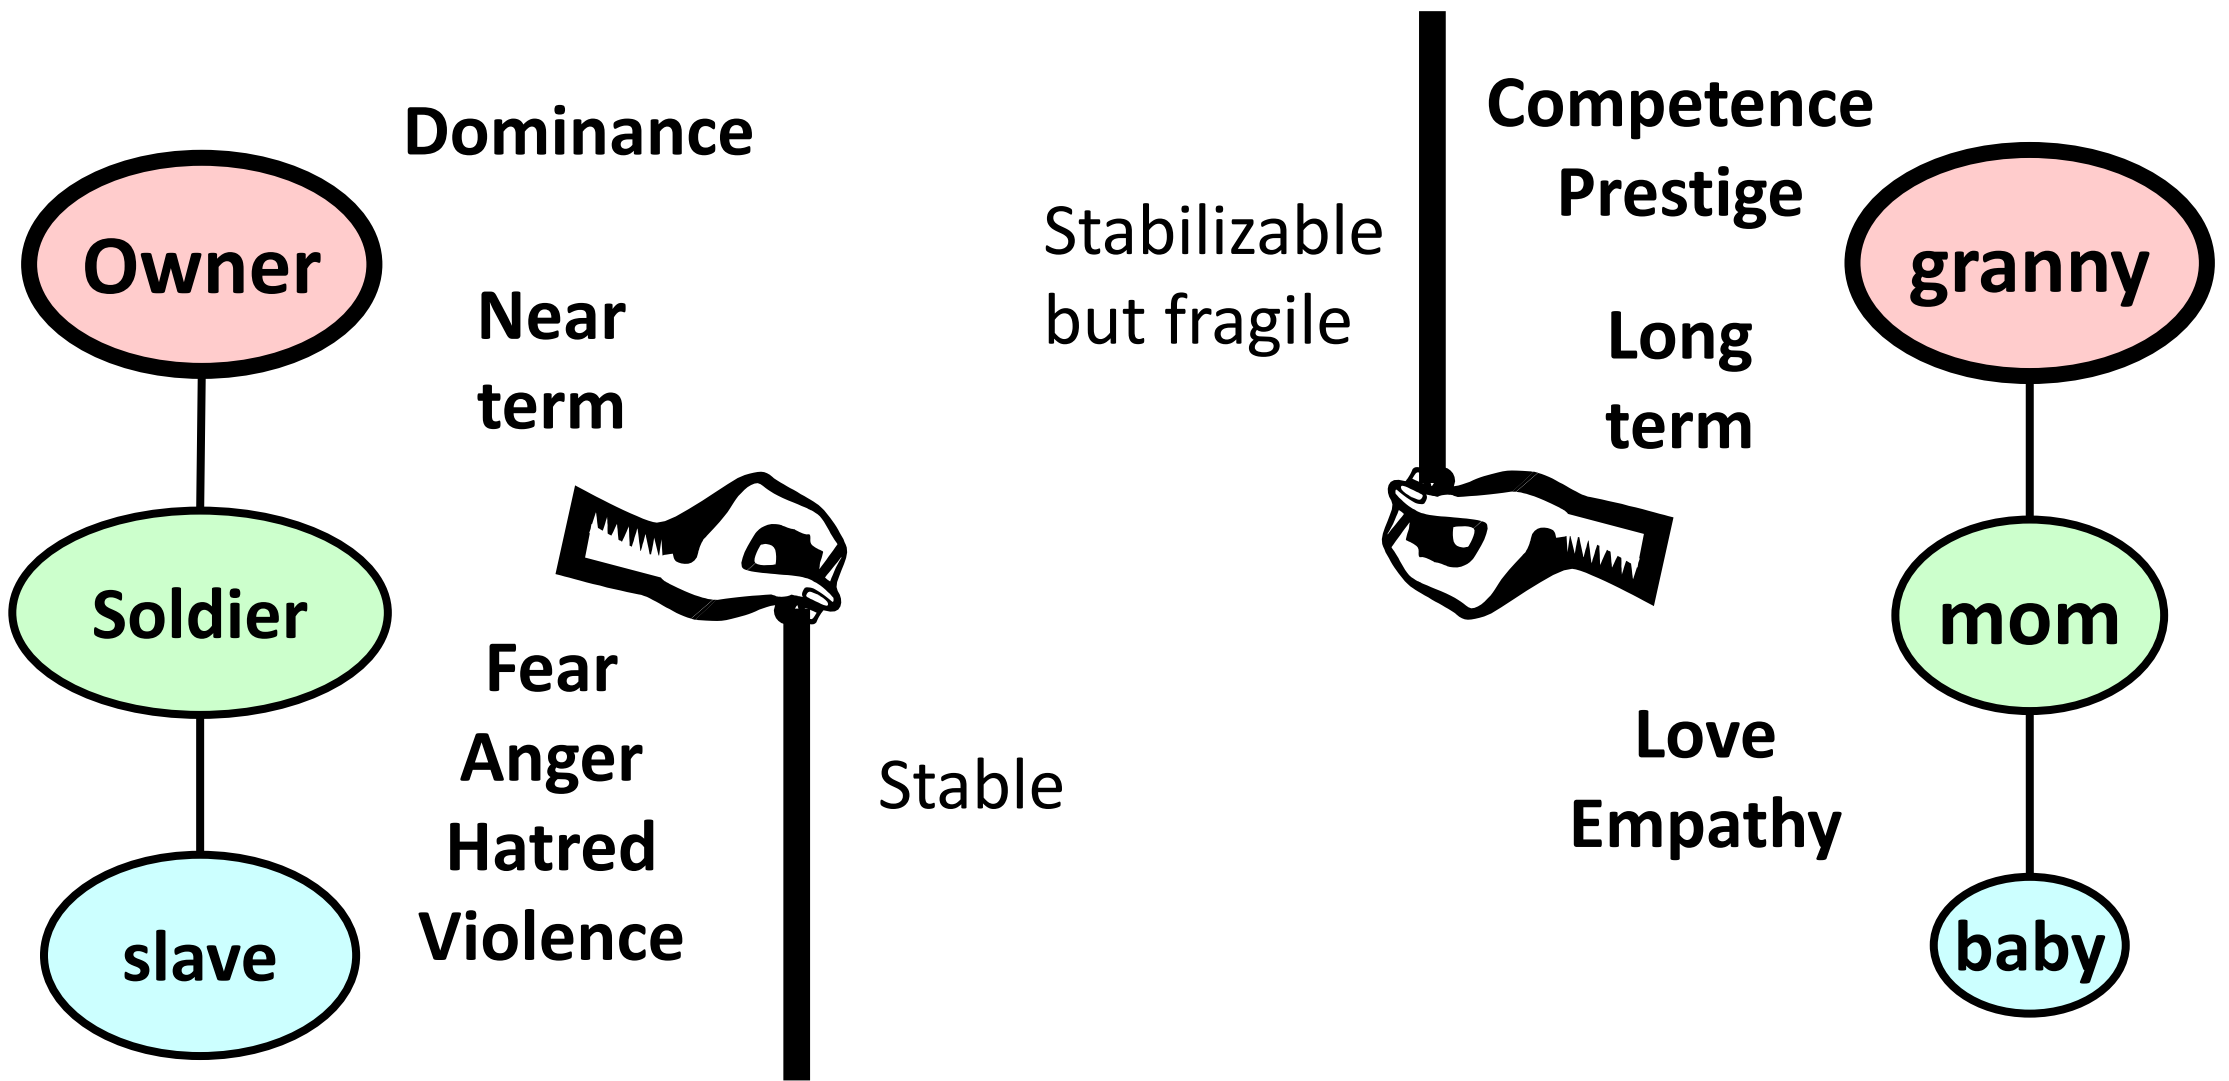 Dominance
Owner
Near
term
Soldier
Fear
Anger
Hatred
Violence
slave
Stable
Stabilizable
but fragile
Competence
Prestige
Long
term
Love
Empathy
granny
mom
baby